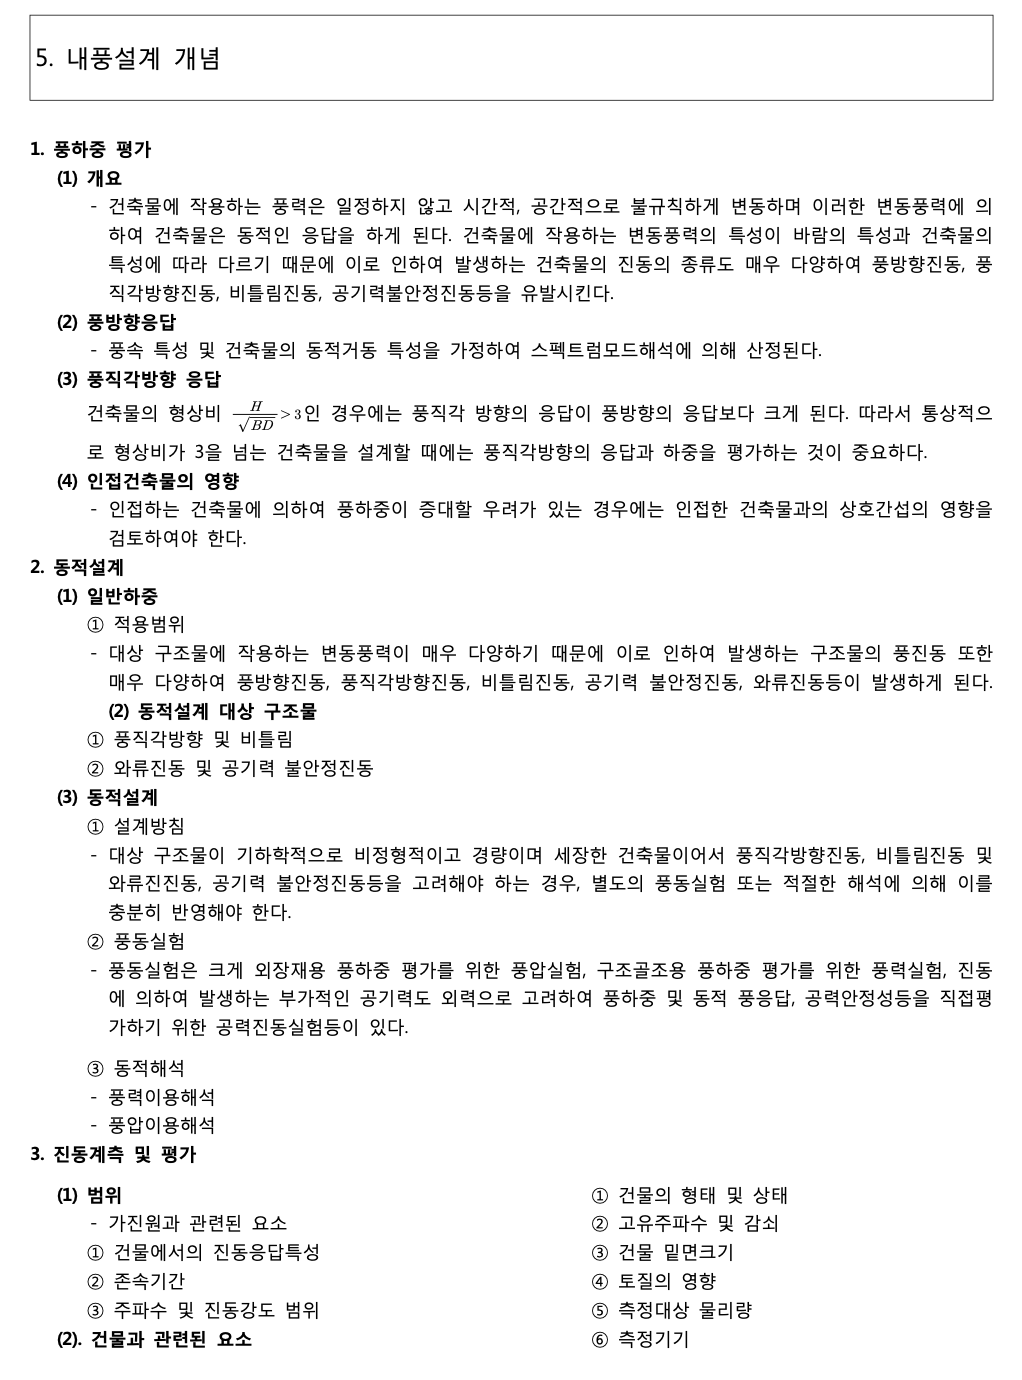 5. 내풍설계 개념
1. 풍하중 평가
(1) 개요
- 건축물에 작용하는 풍력은 일정하지 않고 시간적, 공간적으로 불규칙하게 변동하며 이러한 변동풍력에 의
하여 건축물은 동적인 응답을 하게 된다. 건축물에 작용하는 변동풍력의 특성이 바람의 특성과 건축물의
특성에 따라 다르기 때문에 이로 인하여 발생하는 건축물의 진동의 종류도 매우 다양하여 풍방향진동, 풍
직각방향진동, 비틀림진동, 공기력불안정진동등을 유발시킨다.
(2) 풍방향응답
- 풍속 특성 및 건축물의 동적거동 특성을 가정하여 스펙트럼모드해석에 의해 산정된다.
(3) 풍직각방향 응답
건축물의 형상비 H/√BD > 3인 경우에는 풍직각 방향의 응답이 풍방향의 응답보다 크게 된다. 따라서 통상적으
로 형상비가 3을 넘는 건축물을 설계할 때에는 풍직각방향의 응답과 하중을 평가하는 것이 중요하다.
(4) 인접건축물의 영향
- 인접하는 건축물에 의하여 풍하중이 증대할 우려가 있는 경우에는 인접한 건축물과의 상호간섭의 영향을
검토하여야 한다.
2. 동적설계
(1) 일반하중
① 적용범위
- 대상 구조물에 작용하는 변동풍력이 매우 다양하기 때문에 이로 인하여 발생하는 구조물의 풍진동 또한
매우 다양하여 풍방향진동, 풍직각방향진동, 비틀림진동, 공기력 불안정진동, 와류진동등이 발생하게 된다.
(2) 동적설계 대상 구조물
① 풍직각방향 및 비틀림
② 와류진동 및 공기력 불안정진동
(3) 동적설계
① 설계방침
- 대상 구조물이 기하학적으로 비정형적이고 경량이며 세장한 건축물이어서 풍직각방향진동, 비틀림진동 및
와류진진동, 공기력 불안정진동등을 고려해야 하는 경우, 별도의 풍동실험 또는 적절한 해석에 의해 이를
충분히 반영해야 한다.
② 풍동실험
- 풍동실험은 크게 외장재용 풍하중 평가를 위한 풍압실험, 구조골조용 풍하중 평가를 위한 풍력실험, 진동
에 의하여 발생하는 부가적인 공기력도 외력으로 고려하여 풍하중 및 동적 풍응답, 공력안정성등을 직접평
가하기 위한 공력진동실험등이 있다.
③ 동적해석
- 풍력이용해석
- 풍압이용해석
3. 진동계측 및 평가
(1) 범위
- 가진원과 관련된 요소
① 건물에서의 진동응답특성
② 존속기간
③ 주파수 및 진동강도 범위
(2). 건물과 관련된 요소
① 건물의 형태 및 상태
② 고유주파수 및 감쇠
③ 건물 밑면크기
④ 토질의 영향
⑤ 측정대상 물리량
⑥ 측정기기